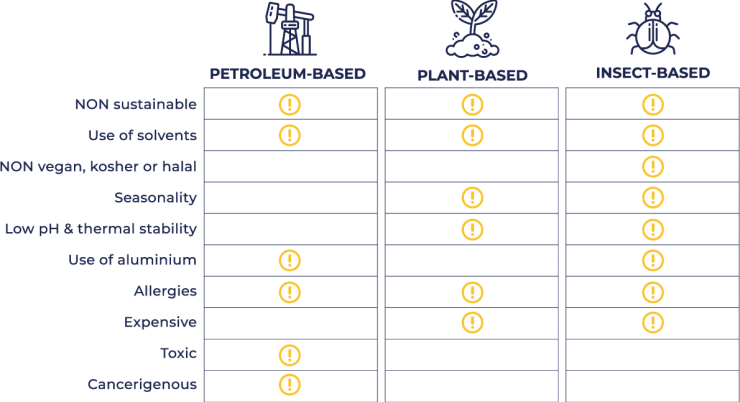 PETROLEUM-BASED PLANT-BASED INSECT-BASED
NON sustainable
Use of solvents
NON vegan, kosher or halal
Seasonality
Low pH & thermal stability
Use of aluminium
Allergies
Expensive
Toxic
Cancerigenous